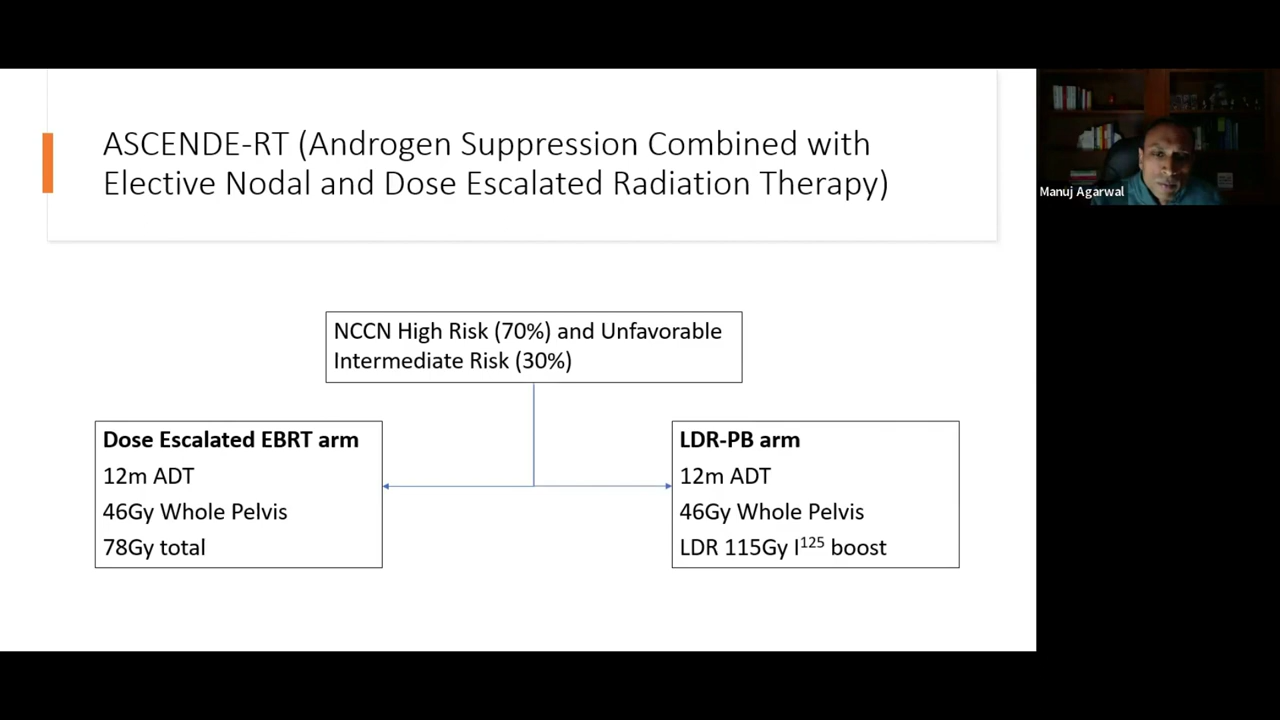 ASCENDE-RT (Androgen Suppression Combined with
Elective Nodal and Dose Escalated Radiation Therapy)
Manuj Agarwal
NCCN High Risk (70%) and Unfavorable
Intermediate Risk (30%)
Dose Escalated EBRT arm
12m ADT
46Gy Whole Pelvis
78Gy total
LDR-PB arm
12m ADT
46Gy Whole Pelvis
LDR 115Gy I¹²⁵ boost